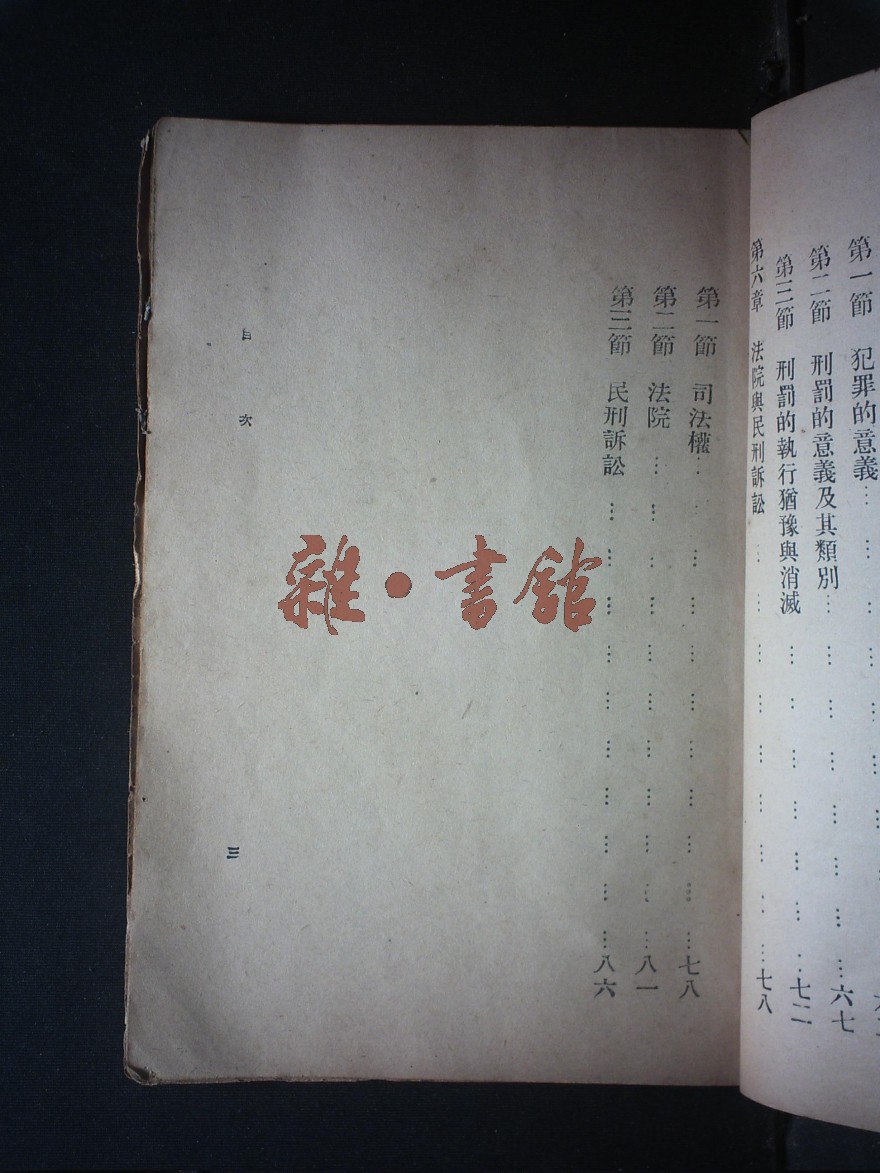 第一節 犯罪的意義
第二節 刑罰的意義及其類別 六七
第三節 刑罰的執行猶豫與消滅 七二
第六章 法院與民刑訴訟 七八
第一節 司法權 七八
第二節 法院 八一
第三節 民刑訴訟 八六
目次
三
雜·書館